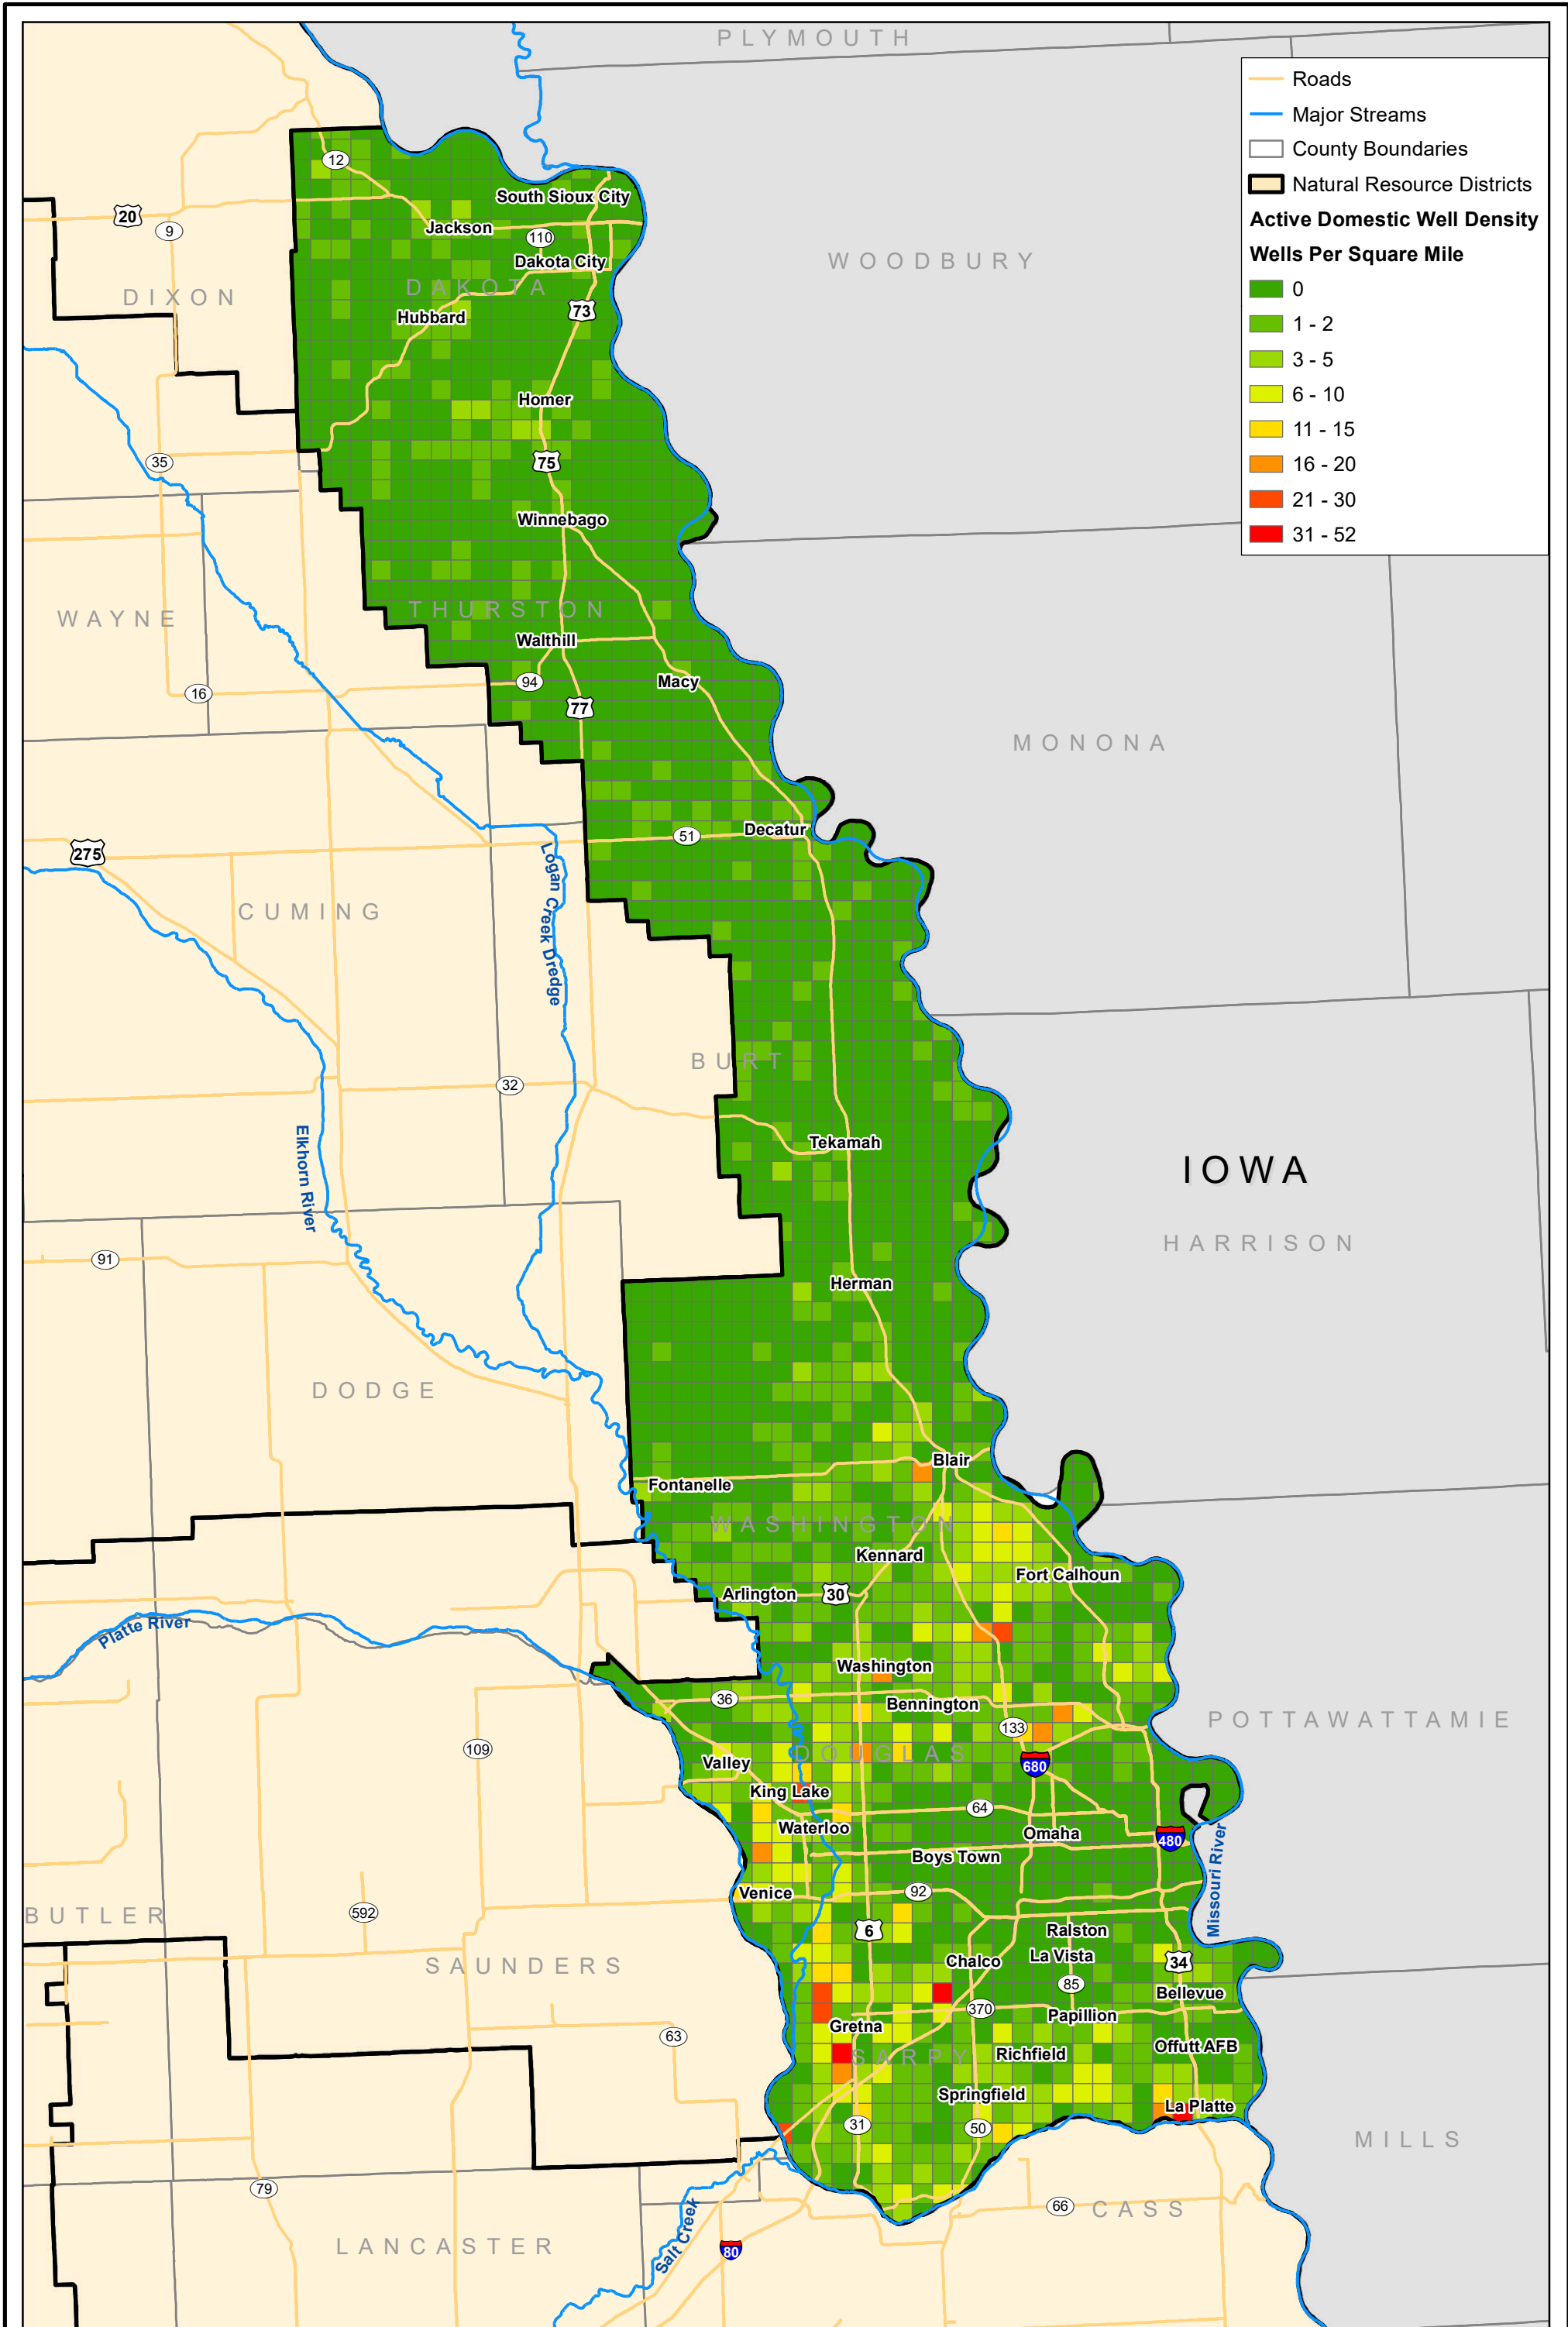 PLYMOUTH
Roads
Major Streams
County Boundaries
Natural Resource Districts
Active Domestic Well Density
Wells Per Square Mile
0
1 - 2
3 - 5
6 - 10
11 - 15
16 - 20
21 - 30
31 - 52
12
South Sioux City
20
9
Jackson
110
Dakota City
WOODBURY
DIXON
DAKOTA
Hubbard
73
Homer
35
75
Winnebago
WAYNE
THURSTON
Walthill
94
Macy
16
77
MONONA
51
Decatur
275
Logan Creek Dredge
CUMING
BURT
32
Elkhorn River
Tekamah
IOWA
HARRISON
91
Herman
DODGE
Blair
Fontanelle
WASHINGTON
Kennard
Fort Calhoun
Arlington
30
Platte River
Washington
36
Bennington
POTTAWATTAMIE
133
109
DOUGLAS
Valley
680
King Lake
64
Waterloo
Omaha
480
Boys Town
Missouri River
Venice
92
592
BUTLER
6
Ralston
La Vista
Chalco
34
SAUNDERS
85
Bellevue
370
Papillion
Gretna
63
Offutt AFB
SARPY
Richfield
Springfield
La Platte
31
50
MILLS
79
66
CASS
Salt Creek
LANCASTER
80